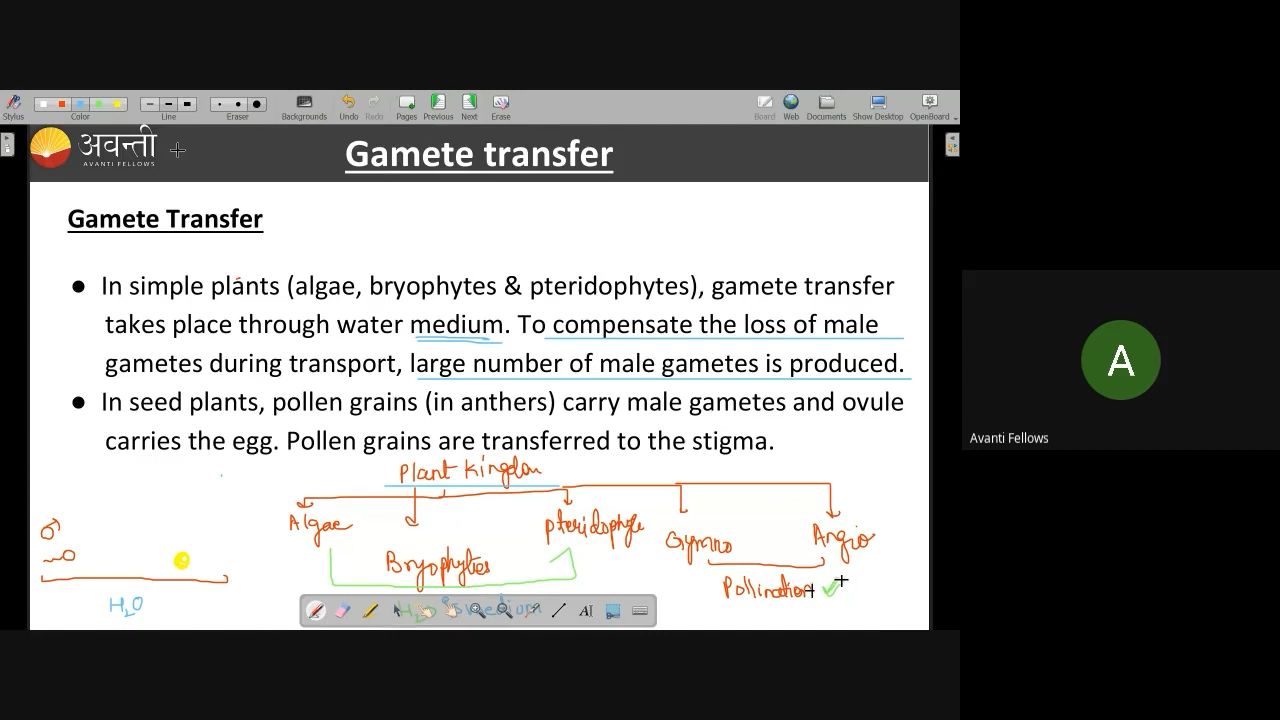 Stylus
Color
Line
Eraser
Backgrounds
Undo
Redo
Pages
Previous
Next
Erase
Board
Web
Documents
Show Desktop
OpenBoard
अवन्ती
AVANTI FELLOWS
Gamete transfer
Gamete Transfer
● In simple plants (algae, bryophytes & pteridophytes), gamete transfer
takes place through water medium. To compensate the loss of male
gametes during transport, large number of male gametes is produced.
● In seed plants, pollen grains (in anthers) carry male gametes and ovule
carries the egg. Pollen grains are transferred to the stigma.
Plant Kingdom
Algae
Bryophytes
Pteridophyte
Gymno
Angio
Pollination ✓
♂
H2O
H2O is medium
AI
A
Avanti Fellows